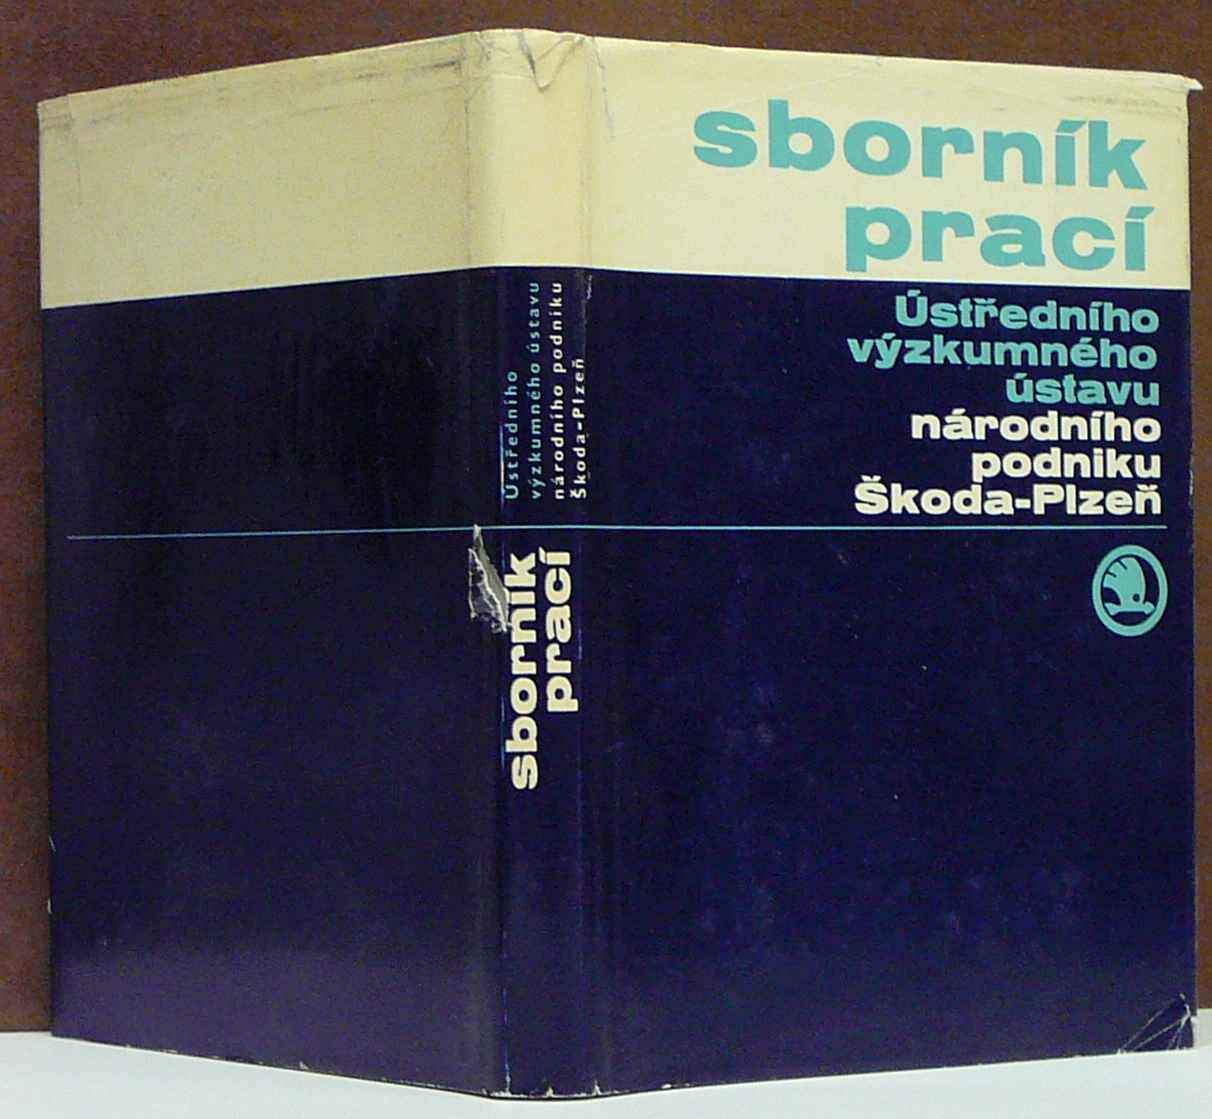 sborník
prací
Ústředního
výzkumného
ústavu
národního
podniku
Škoda-Plzeň
Ústředního
výzkumného ústavu
národního podniku
Škoda-Plzeň
sborník
prací